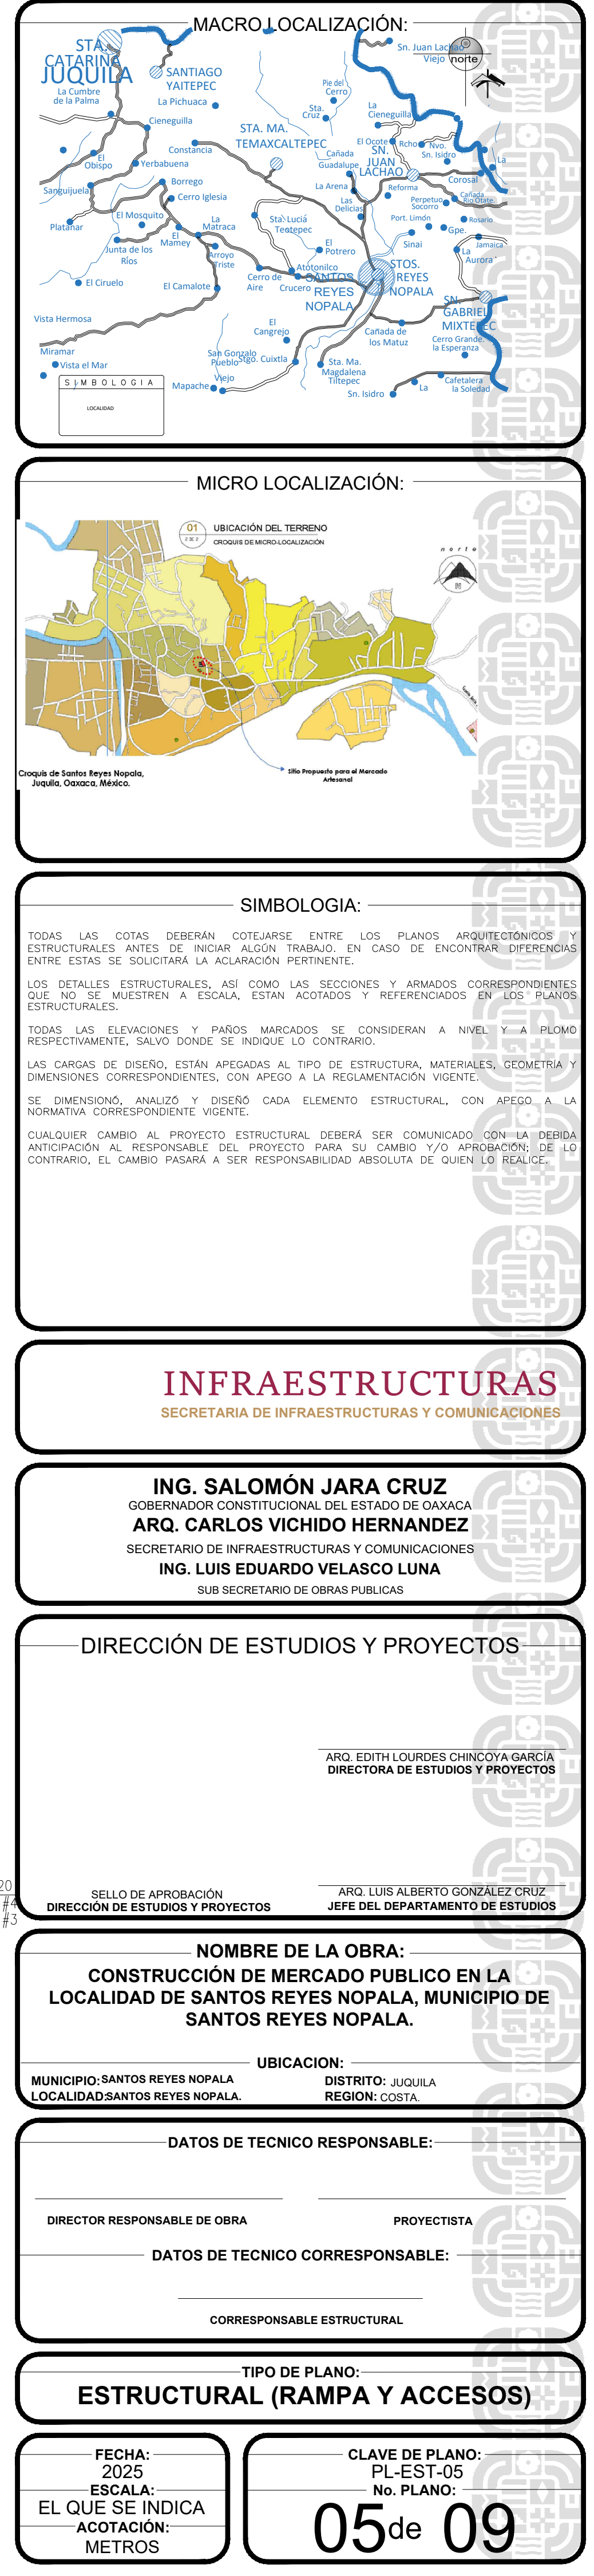 MACRO LOCALIZACIÓN:
STA.
CATARINA
JUQUILA
SANTIAGO
YAITEPEC
Sn. Juan Lachao
Viejo
norte
La Cumbre
de la Palma
La Pichuaca
Pie del
Cerro
Sta.
Cruz
La
Cieneguilla
Cieneguilla
STA. MA.
TEMAXCALTEPEC
Constancia
El Ocote
Rcho.
Nvo.
Sn. Isidro
La
SN.
JUAN
LACHAO
El
Obispo
Yerbabuena
Cañada
Guadalupe
Corosal
Sanguijuela
Borrego
La Arena
Reforma
Cañada
Rio Otate.
Cerro Iglesia
Las
Delicias
Perpetuo
Socorro
Platanar
El Mosquito
La
Matraca
Sta. Lucia
Teotepec
Port. Limón
Rosario
Gpe.
El
Mamey
Junta de los
Ríos
Arroyo
Triste
El
Potrero
Sinai
Jamaica
La
Aurora
El Ciruelo
El Camalote
Cerro de
Aire
Atotonilco
Crucero
SANTOS
REYES
NOPALA
STOS.
REYES
NOPALA
SN.
GABRIEL
MIXTEPEC
Vista Hermosa
El
Cangrejo
Cañada de
los Matuz
Cerro Grande.
la Esperanza
Miramar
Vista el Mar
San Gonzalo
Pueblo
Viejo
Stgo. Cuixtla
Sta. Ma.
Magdalena
Tiltepec
Mapache
Sn. Isidro
La
Cafetalera
la Soledad
SIMBOLOGIA
LOCALIDAD
MICRO LOCALIZACIÓN:
01
UBICACIÓN DEL TERRENO
CROQUIS DE MICRO-LOCALIZACIÓN
norte
N
Croquis de Santos Reyes Nopala,
Juquila, Oaxaca, México.
Sitio Propuesto para el Mercado
Artesanal
SIMBOLOGIA:
TODAS LAS COTAS DEBERÁN COTEJARSE ENTRE LOS PLANOS ARQUITECTÓNICOS Y
ESTRUCTURALES ANTES DE INICIAR ALGÚN TRABAJO. EN CASO DE ENCONTRAR DIFERENCIAS
ENTRE ESTAS SE SOLICITARÁ LA ACLARACIÓN PERTINENTE.
LOS DETALLES ESTRUCTURALES, ASÍ COMO LAS SECCIONES Y ARMADOS CORRESPONDIENTES
QUE NO SE MUESTREN A ESCALA, ESTAN ACOTADOS Y REFERENCIADOS EN LOS PLANOS
ESTRUCTURALES.
TODAS LAS ELEVACIONES Y PAÑOS MARCADOS SE CONSIDERAN A NIVEL Y A PLOMO
RESPECTIVAMENTE, SALVO DONDE SE INDIQUE LO CONTRARIO.
LAS CARGAS DE DISEÑO, ESTÁN APEGADAS AL TIPO DE ESTRUCTURA, MATERIALES, GEOMETRÍA Y
DIMENSIONES CORRESPONDIENTES, CON APEGO A LA REGLAMENTACIÓN VIGENTE.
SE DIMENSIONÓ, ANALIZÓ Y DISEÑÓ CADA ELEMENTO ESTRUCTURAL, CON APEGO A LA
NORMATIVA CORRESPONDIENTE VIGENTE.
CUALQUIER CAMBIO AL PROYECTO ESTRUCTURAL DEBERÁ SER COMUNICADO CON LA DEBIDA
ANTICIPACIÓN AL RESPONSABLE DEL PROYECTO PARA SU CAMBIO Y/O APROBACIÓN; DE LO
CONTRARIO, EL CAMBIO PASARÁ A SER RESPONSABILIDAD ABSOLUTA DE QUIEN LO REALICE.
INFRAESTRUCTURAS
SECRETARIA DE INFRAESTRUCTURAS Y COMUNICACIONES
ING. SALOMÓN JARA CRUZ
GOBERNADOR CONSTITUCIONAL DEL ESTADO DE OAXACA
ARQ. CARLOS VICHIDO HERNANDEZ
SECRETARIO DE INFRAESTRUCTURAS Y COMUNICACIONES
ING. LUIS EDUARDO VELASCO LUNA
SUB SECRETARIO DE OBRAS PUBLICAS
DIRECCIÓN DE ESTUDIOS Y PROYECTOS
ARQ. EDITH LOURDES CHINCOYA GARCÍA
DIRECTORA DE ESTUDIOS Y PROYECTOS
20
#4
#3
SELLO DE APROBACIÓN
DIRECCIÓN DE ESTUDIOS Y PROYECTOS
ARQ. LUIS ALBERTO GONZÁLEZ CRUZ
JEFE DEL DEPARTAMENTO DE ESTUDIOS
NOMBRE DE LA OBRA:
CONSTRUCCIÓN DE MERCADO PUBLICO EN LA
LOCALIDAD DE SANTOS REYES NOPALA, MUNICIPIO DE
SANTOS REYES NOPALA.
UBICACION:
MUNICIPIO: SANTOS REYES NOPALA
DISTRITO: JUQUILA
LOCALIDAD:SANTOS REYES NOPALA.
REGION: COSTA.
DATOS DE TECNICO RESPONSABLE:
DIRECTOR RESPONSABLE DE OBRA
PROYECTISTA
DATOS DE TECNICO CORRESPONSABLE:
CORRESPONSABLE ESTRUCTURAL
TIPO DE PLANO:
ESTRUCTURAL (RAMPA Y ACCESOS)
FECHA:
2025
ESCALA:
EL QUE SE INDICA
ACOTACIÓN:
METROS
CLAVE DE PLANO:
PL-EST-05
No. PLANO:
05 de 09